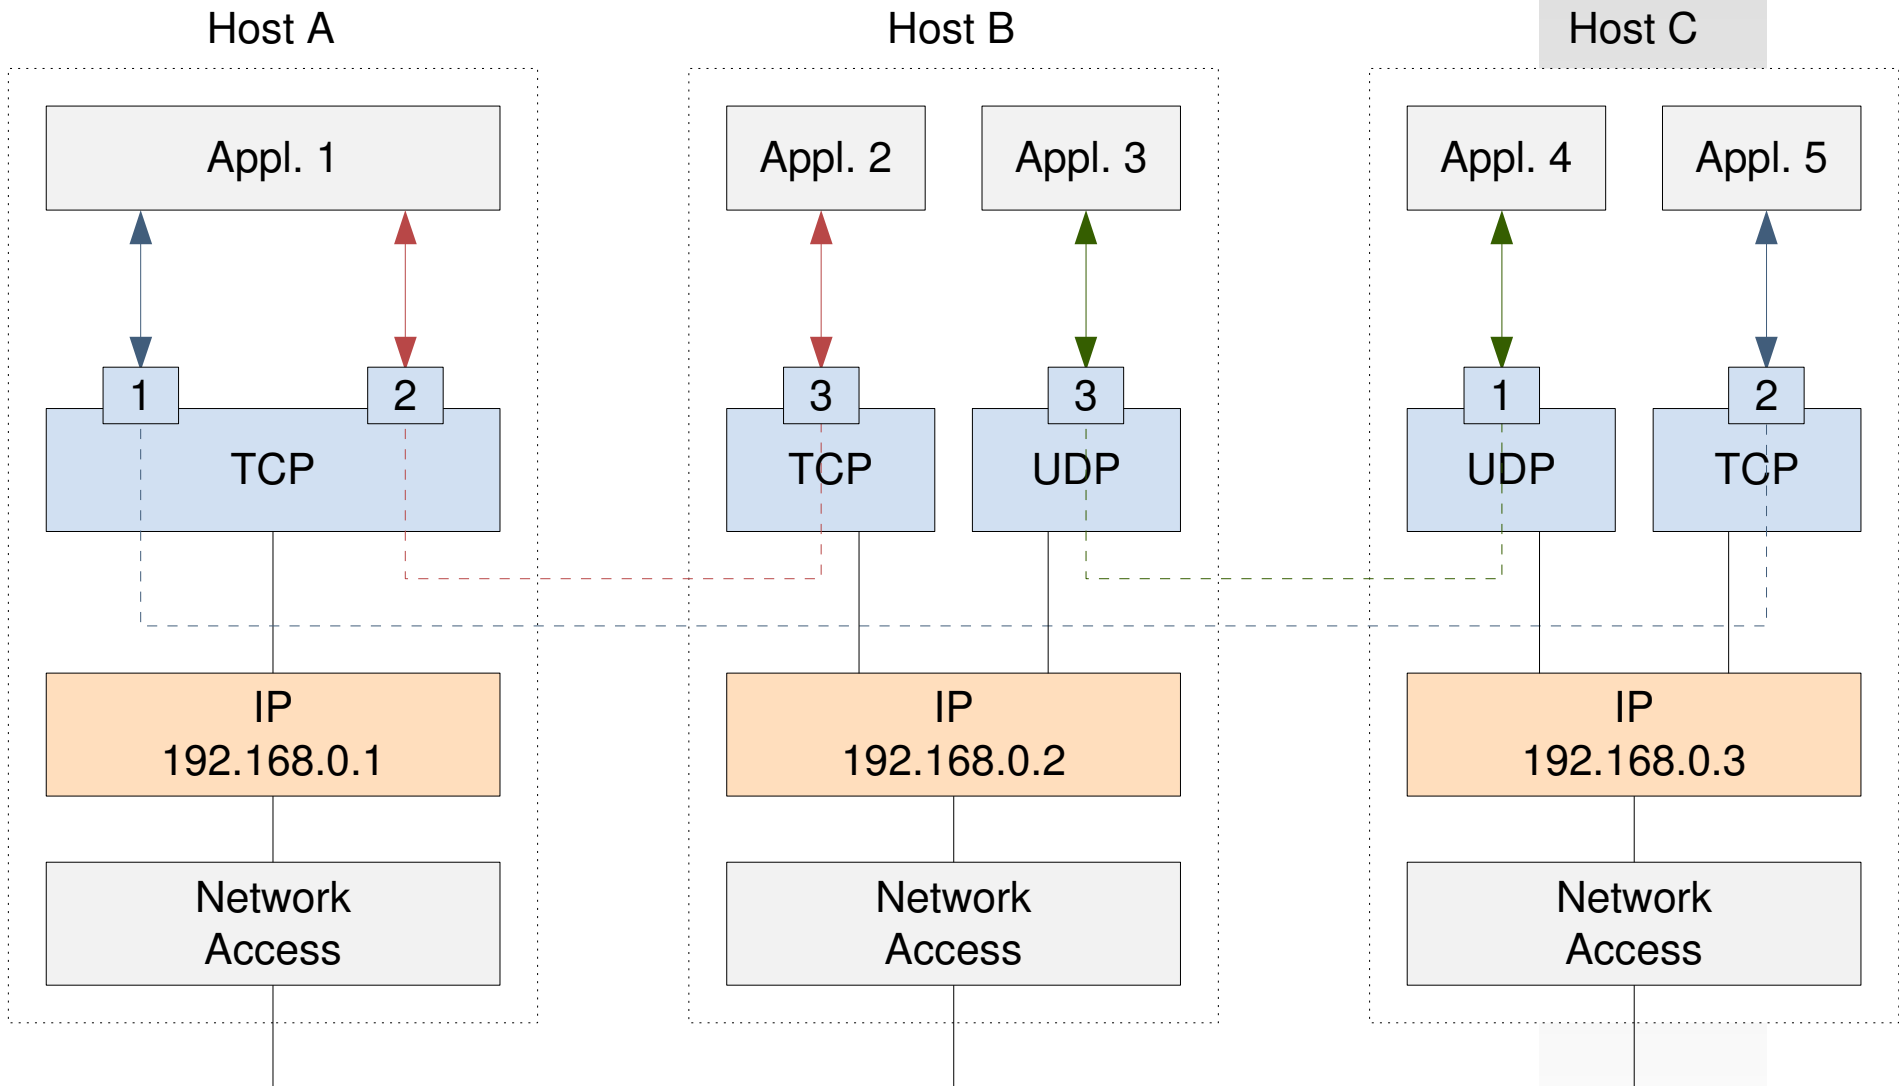 Host A
Host B
Host C
Appl. 1
Appl. 2
Appl. 3
Appl. 4
Appl. 5
1
2
3
3
1
2
TCP
TCP
UDP
UDP
TCP
IP
192.168.0.1
IP
192.168.0.2
IP
192.168.0.3
Network
Access
Network
Access
Network
Access